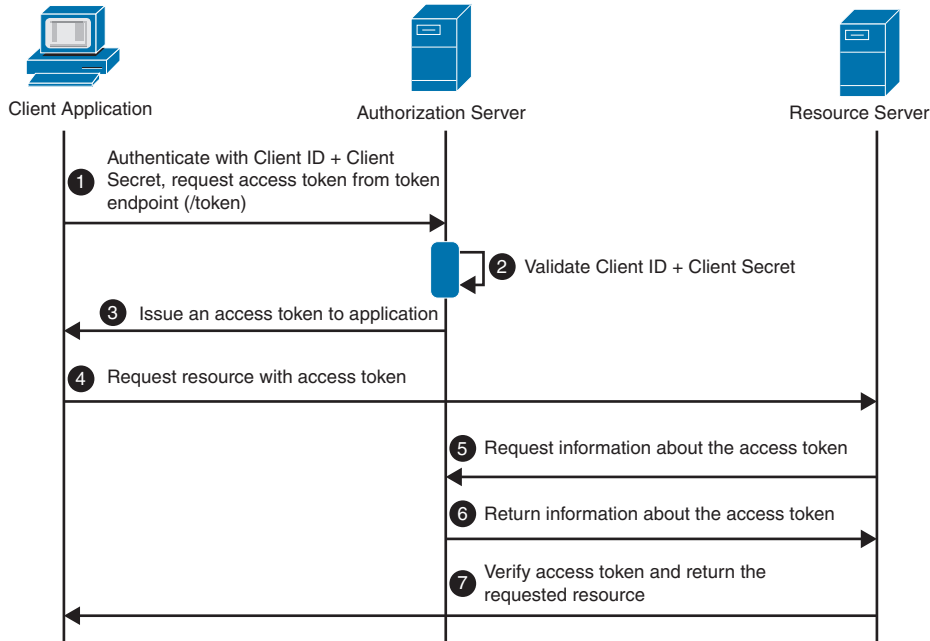 Client Application
Authorization Server
Resource Server
1
Authenticate with Client ID + Client
Secret, request access token from token
endpoint (/token)
2
Validate Client ID + Client Secret
3
Issue an access token to application
4
Request resource with access token
5
Request information about the access token
6
Return information about the access token
7
Verify access token and return the
requested resource